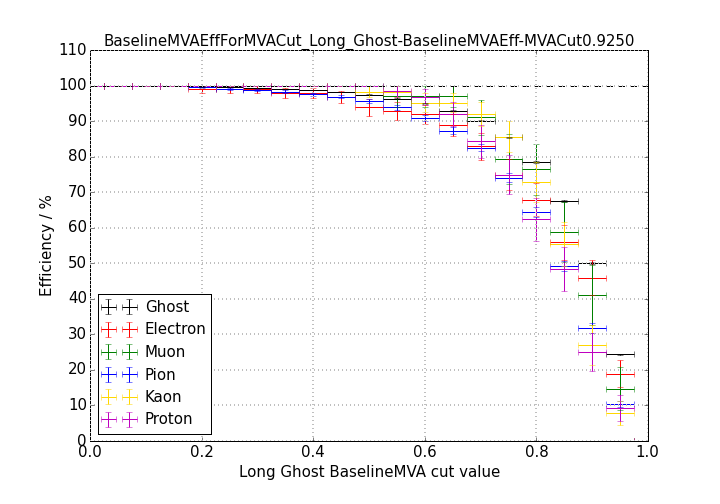 BaselineMVAEffForMVACut_Long_Ghost-BaselineMVAEff-MVACut0.9250
110
100
90
80
70
60
50
40
30
20
10
0
Efficiency / %
Ghost
Electron
Muon
Pion
Kaon
Proton
0.0 0.2 0.4 0.6 0.8 1.0
Long Ghost BaselineMVA cut value